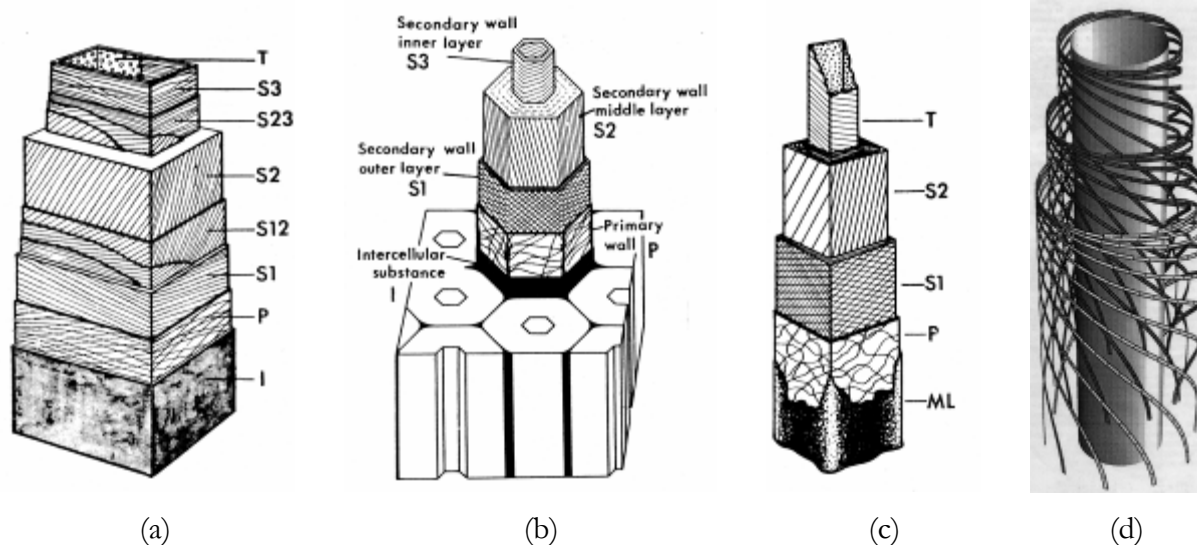 T
S3
S23
S2
S12
S1
P
I
Secondary wall
inner layer
S3
Secondary wall
middle layer
S2
Secondary wall
outer layer
S1
Primary
wall
P
Intercellular
substance
I
T
S2
S1
P
ML
(a)
(b)
(c)
(d)